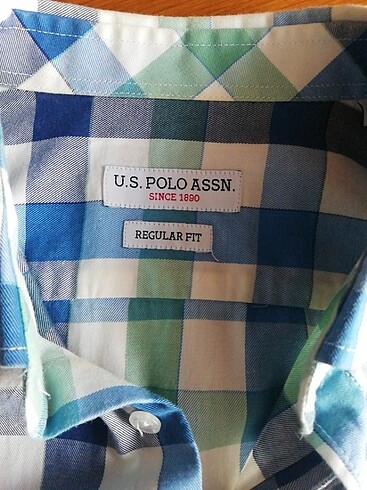 U.S. POLO ASSN.
SINCE 1890
REGULAR FIT